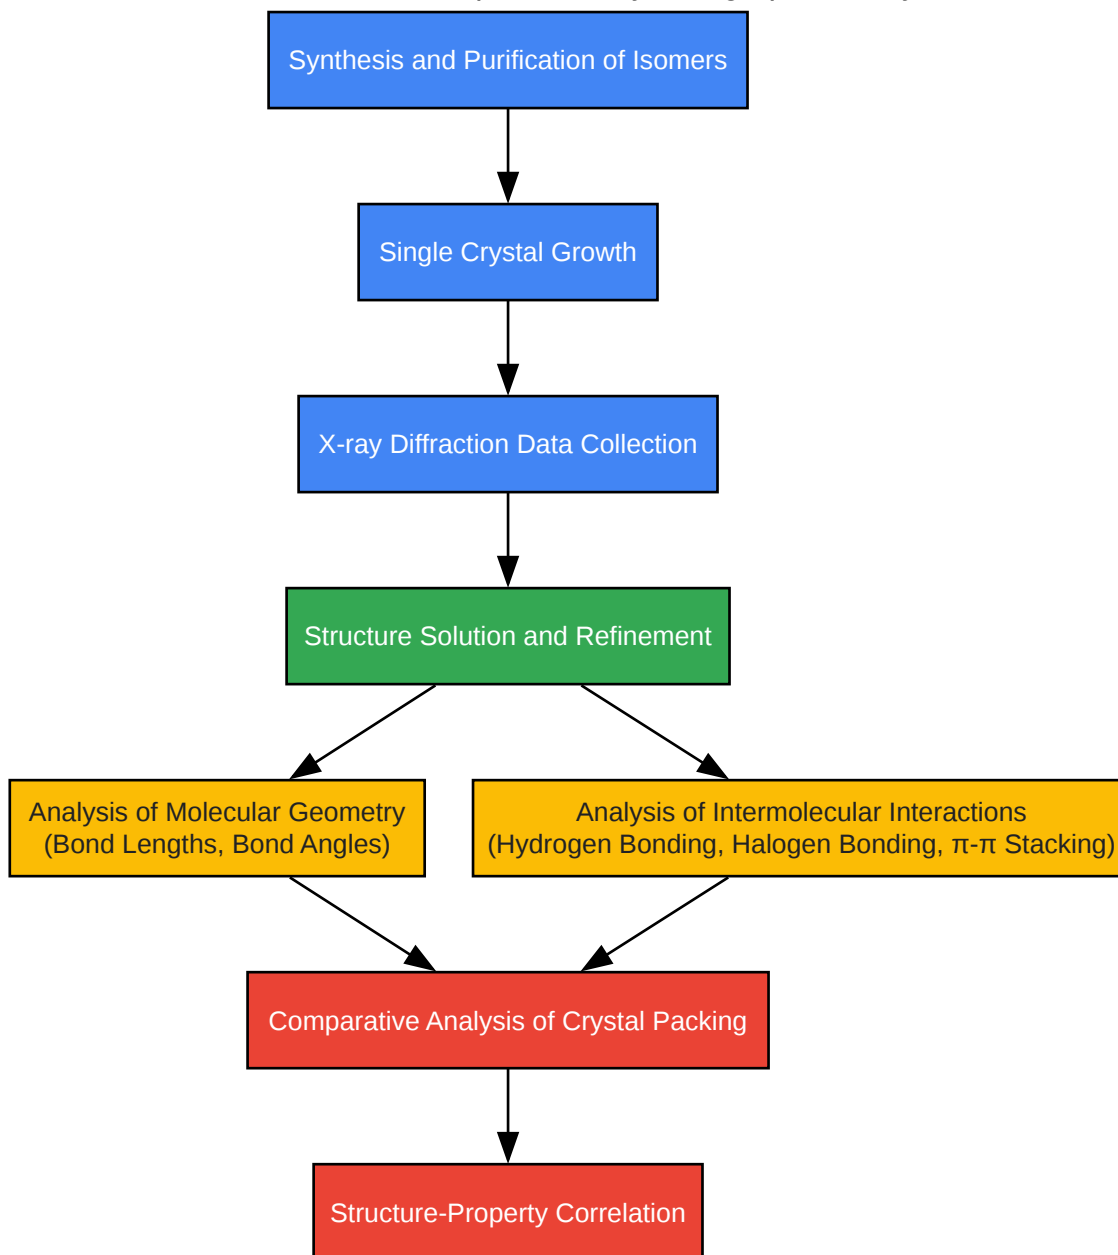 Synthesis and Purification of Isomers
Single Crystal Growth
X-ray Diffraction Data Collection
Structure Solution and Refinement
Analysis of Molecular Geometry
(Bond Lengths, Bond Angles)
Analysis of Intermolecular Interactions
(Hydrogen Bonding, Halogen Bonding, π-π Stacking)
Comparative Analysis of Crystal Packing
Structure-Property Correlation